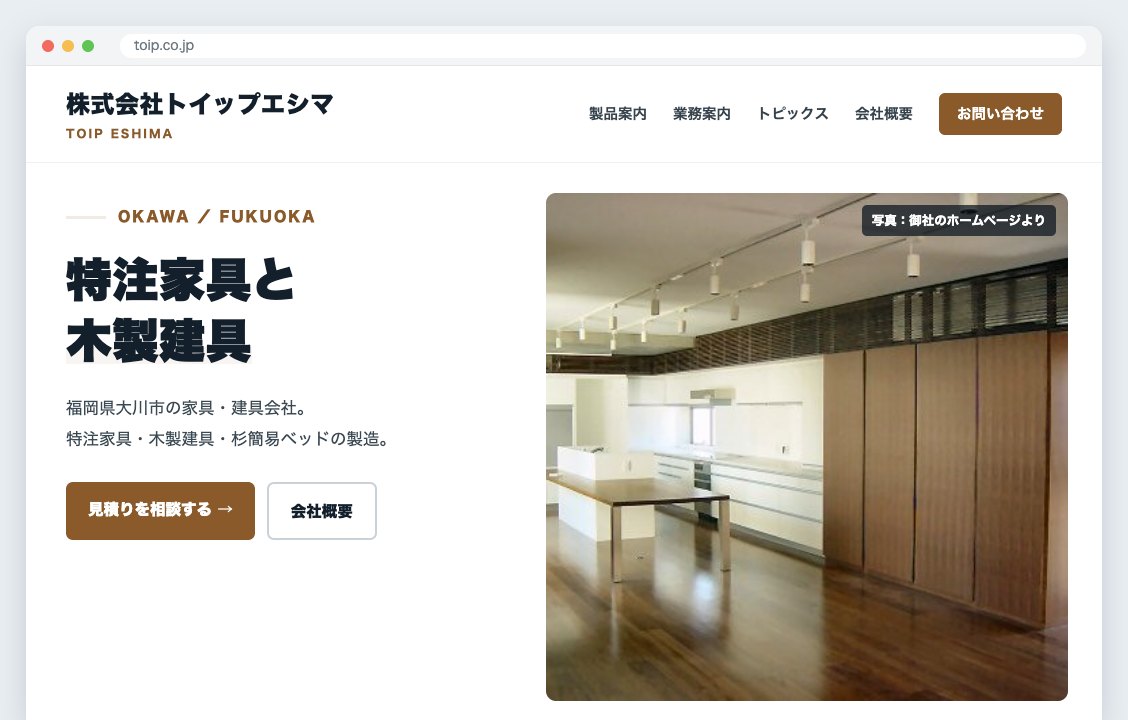 toip.co.jp
株式会社トイップエシマ
TOIP ESHIMA
製品案内
業務案内
トピックス
会社概要
お問い合わせ
OKAWA / FUKUOKA
特注家具と
木製建具
福岡県大川市の家具・建具会社。
特注家具・木製建具・杉簡易ベッドの製造。
見積りを相談する →
会社概要
写真：御社のホームページより